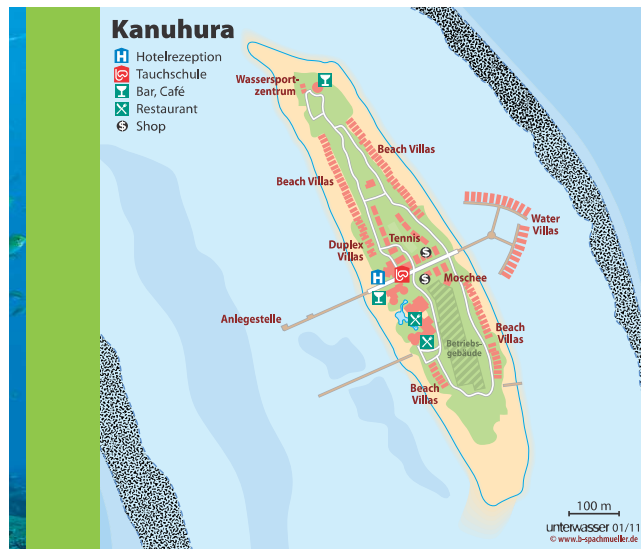 Kanuhura
H Hotelrezeption
Tauchschule
Bar, Café
Restaurant
$ Shop
Wassersport-
zentrum
Beach Villas
Beach Villas
Water
Villas
Duplex
Villas
Tennis
$
Moschee
H
$
Anlegestelle
Beach
Villas
Betriebs-
gebäude
Beach
Villas
100 m
unterwasser 01/11
© www.b-spachmueller.de